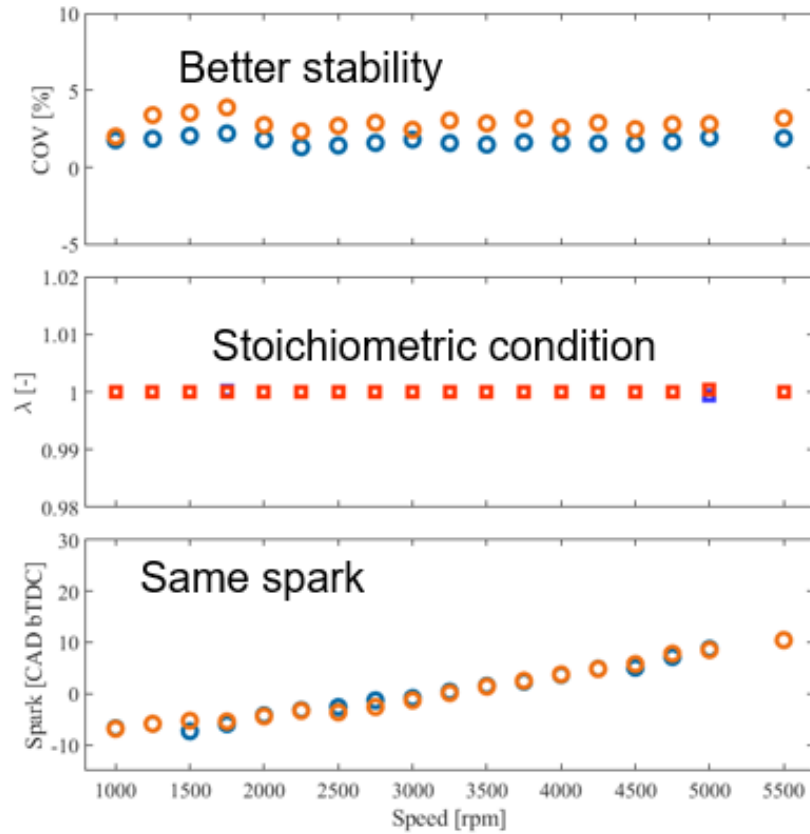 10
5
0
-5
COV [%]
Better stability
1.02
1.01
1
0.99
0.98
λ [-]
Stoichiometric condition
30
20
10
0
-10
Spark [CAD bTDC]
Same spark
1000 1500 2000 2500 3000 3500 4000 4500 5000 5500
Speed [rpm]